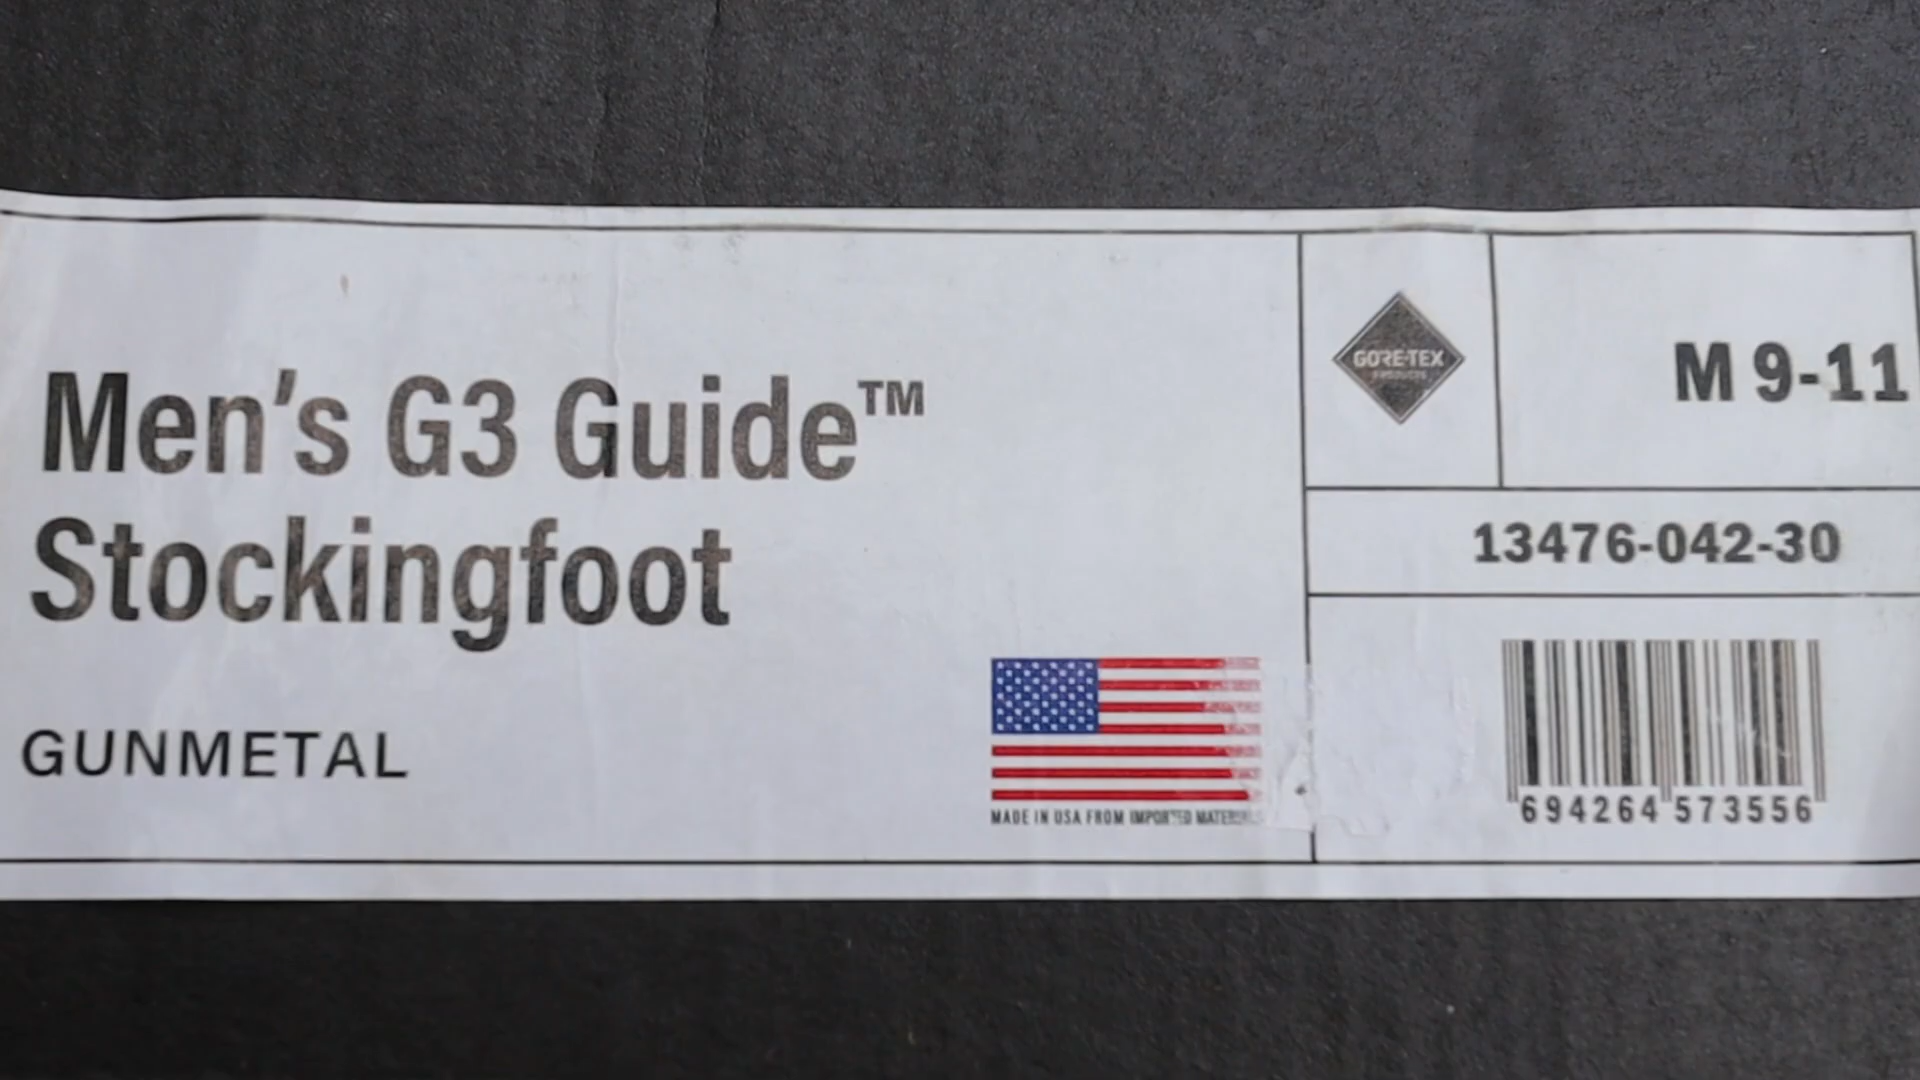 Men's G3 Guide™
Stockingfoot
GUNMETAL
MADE IN USA FROM IMPORTED MATERIALS
GORE-TEX
PRODUCTS
M 9-11
13476-042-30
694264 573556